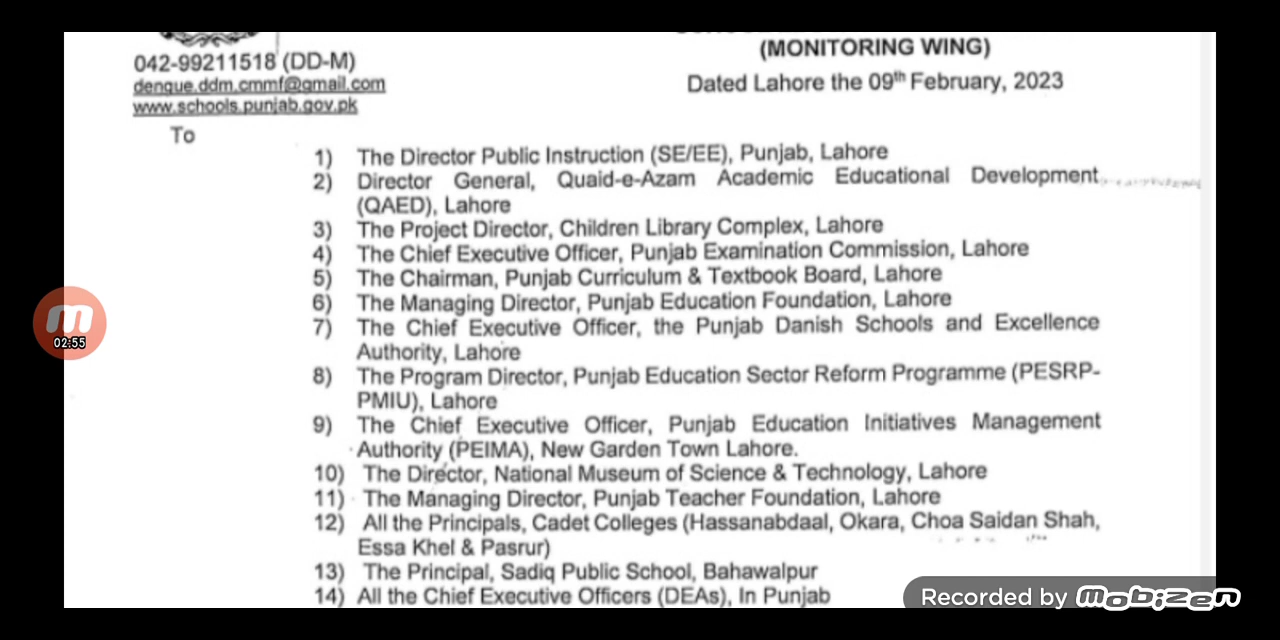 042-99211518 (DD-M)
dengue.ddm.cmmf@gmail.com
www.schools.punjab.gov.pk
(MONITORING WING)
Dated Lahore the 09th February, 2023
To
1) The Director Public Instruction (SE/EE), Punjab, Lahore
2) Director General, Quaid-e-Azam Academic Educational Development
(QAED), Lahore
3) The Project Director, Children Library Complex, Lahore
4) The Chief Executive Officer, Punjab Examination Commission, Lahore
5) The Chairman, Punjab Curriculum & Textbook Board, Lahore
6) The Managing Director, Punjab Education Foundation, Lahore
7) The Chief Executive Officer, the Punjab Danish Schools and Excellence
Authority, Lahore
8) The Program Director, Punjab Education Sector Reform Programme (PESRP-
PMIU), Lahore
9) The Chief Executive Officer, Punjab Education Initiatives Management
Authority (PEIMA), New Garden Town Lahore.
10) The Director, National Museum of Science & Technology, Lahore
11) The Managing Director, Punjab Teacher Foundation, Lahore
12) All the Principals, Cadet Colleges (Hassanabdaal, Okara, Choa Saidan Shah,
Essa Khel & Pasrur)
13) The Principal, Sadiq Public School, Bahawalpur
14) All the Chief Executive Officers (DEAs), In Punjab
02:55
Recorded by Mobizen